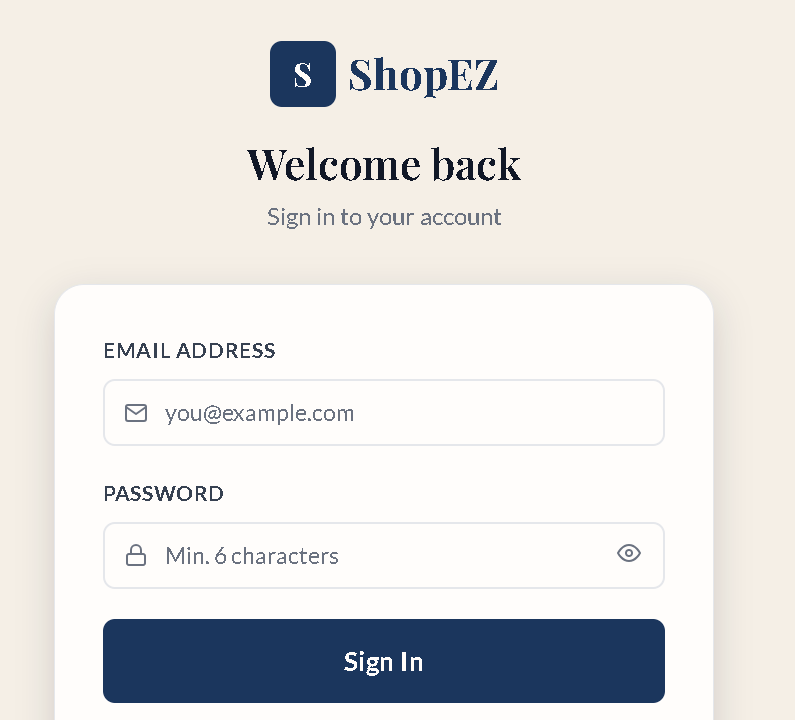 S ShopEZ
Welcome back
Sign in to your account
EMAIL ADDRESS
you@example.com
PASSWORD
Min. 6 characters
Sign In